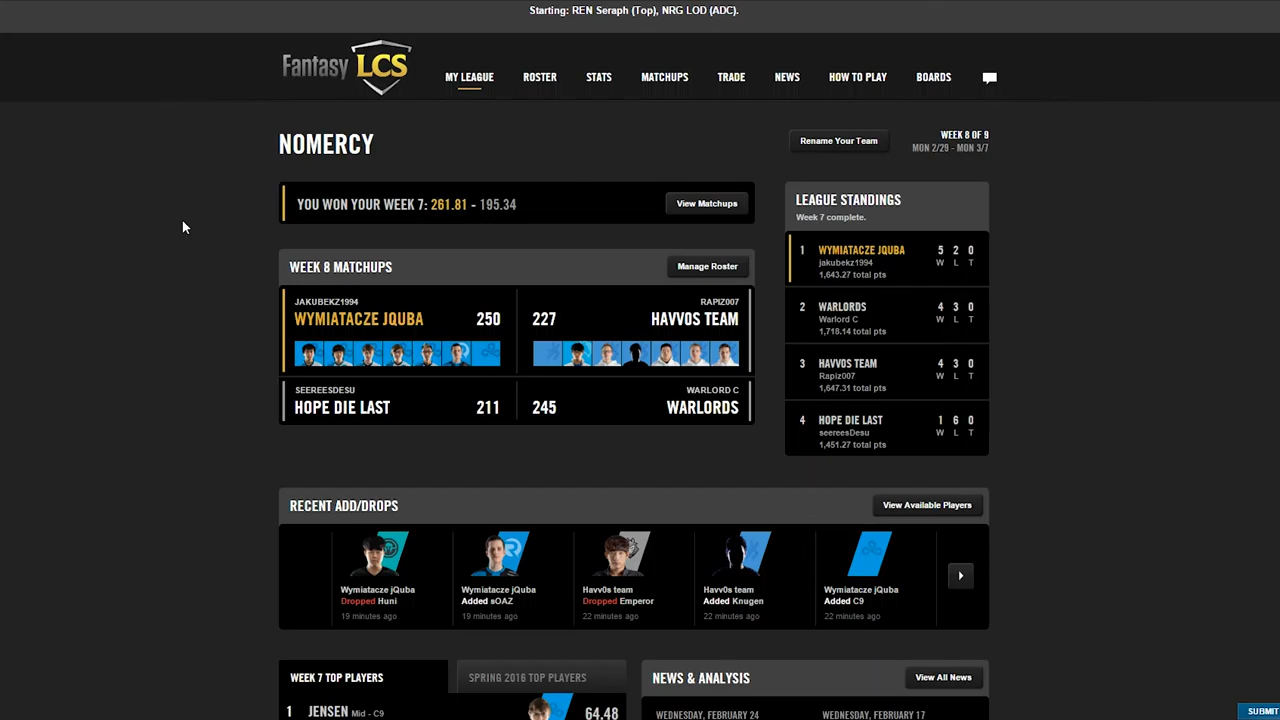 Starting: REN Seraph (Top), NRG LOD (ADC).
Fantasy LCS
MY LEAGUE ROSTER STATS MATCHUPS TRADE NEWS HOW TO PLAY BOARDS
NOMERCY
Rename Your Team
WEEK 8 OF 9
MON 2/29 - MON 3/7
YOU WON YOUR WEEK 7: 261.81 - 195.34
View Matchups
WEEK 8 MATCHUPS
Manage Roster
JAKUBEKZ1994
WYMIATACZE JQUBA 250
RAPIZ007
227 HAVVOS TEAM
SEEREESDESU
HOPE DIE LAST 211
WARLORD C
245 WARLORDS
LEAGUE STANDINGS
Week 7 complete.
1 WYMIATACZE JQUBA 5 2 0
jakubekz1994 W L T
1,643.27 total pts
2 WARLORDS 4 3 0
Warlord C W L T
1,718.14 total pts
3 HAVVOS TEAM 4 3 0
Rapiz007 W L T
1,647.31 total pts
4 HOPE DIE LAST 1 6 0
seereesDesu W L T
1,451.27 total pts
RECENT ADD/DROPS
View Available Players
Wymiatacze jQuba
Dropped Huni
19 minutes ago
Wymiatacze jQuba
Added sOAZ
19 minutes ago
Havv0s team
Dropped Emperor
22 minutes ago
Havv0s team
Added Knugen
22 minutes ago
Wymiatacze jQuba
Added C9
22 minutes ago
WEEK 7 TOP PLAYERS
SPRING 2016 TOP PLAYERS
1 JENSEN Mid - C9 64.48
NEWS & ANALYSIS
View All News
WEDNESDAY, FEBRUARY 24
WEDNESDAY, FEBRUARY 17
SUBMIT